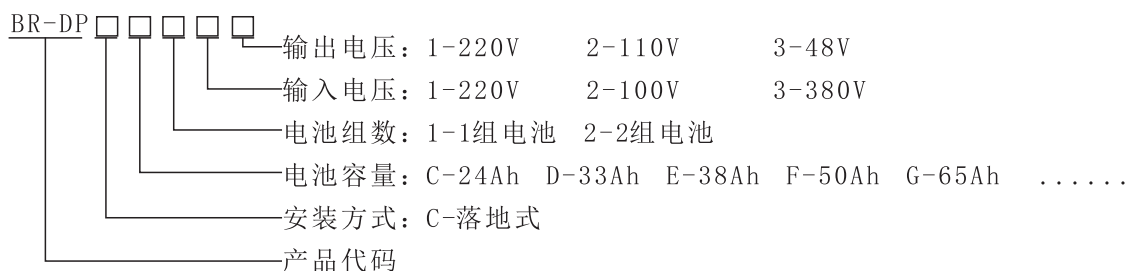 BR-DP□□□□□
输出电压：1-220V 2-110V 3-48V
输入电压：1-220V 2-100V 3-380V
电池组数：1-1组电池 2-2组电池
电池容量：C-24Ah D-33Ah E-38Ah F-50Ah G-65Ah ......
安装方式：C-落地式
产品代码